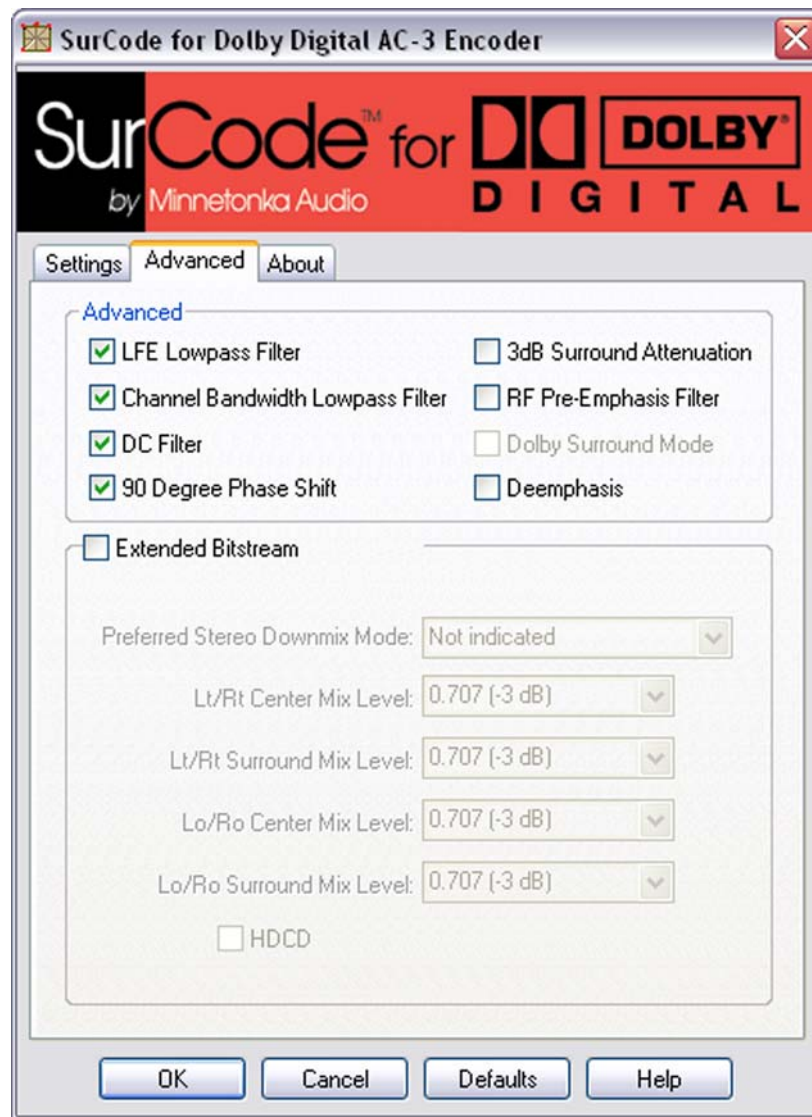 SurCode for Dolby Digital AC-3 Encoder
SurCode™ for DOLBY®
by Minnetonka Audio DIGITAL
Settings Advanced About
Advanced
LFE Lowpass Filter 3dB Surround Attenuation
Channel Bandwidth Lowpass Filter RF Pre-Emphasis Filter
DC Filter Dolby Surround Mode
90 Degree Phase Shift Deemphasis
Extended Bitstream
Preferred Stereo Downmix Mode: Not indicated
Lt/Rt Center Mix Level: 0.707 (-3 dB)
Lt/Rt Surround Mix Level: 0.707 (-3 dB)
Lo/Ro Center Mix Level: 0.707 (-3 dB)
Lo/Ro Surround Mix Level: 0.707 (-3 dB)
HDCD
OK Cancel Defaults Help